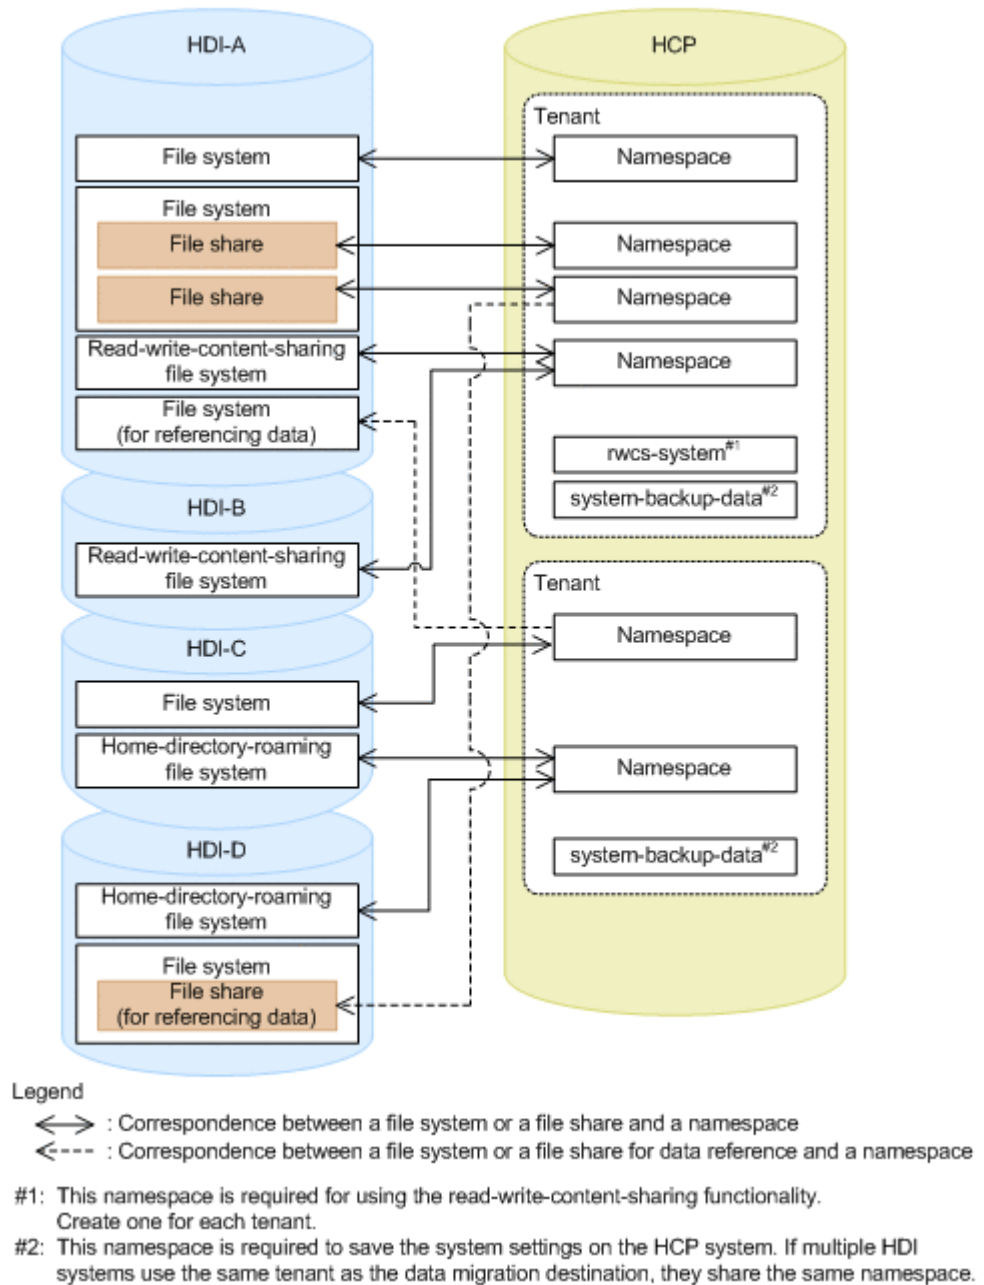 HDI-A
File system
File system
File share
File share
Read-write-content-sharing
file system
File system
(for referencing data)
HDI-B
Read-write-content-sharing
file system
HDI-C
File system
Home-directory-roaming
file system
HDI-D
Home-directory-roaming
file system
File system
File share
(for referencing data)
HCP
Tenant
Namespace
Namespace
Namespace
Namespace
rwcs-system#1
system-backup-data#2
Tenant
Namespace
Namespace
system-backup-data#2
Legend
: Correspondence between a file system or a file share and a namespace
: Correspondence between a file system or a file share for data reference and a namespace
#1: This namespace is required for using the read-write-content-sharing functionality.
Create one for each tenant.
#2: This namespace is required to save the system settings on the HCP system. If multiple HDI
systems use the same tenant as the data migration destination, they share the same namespace.